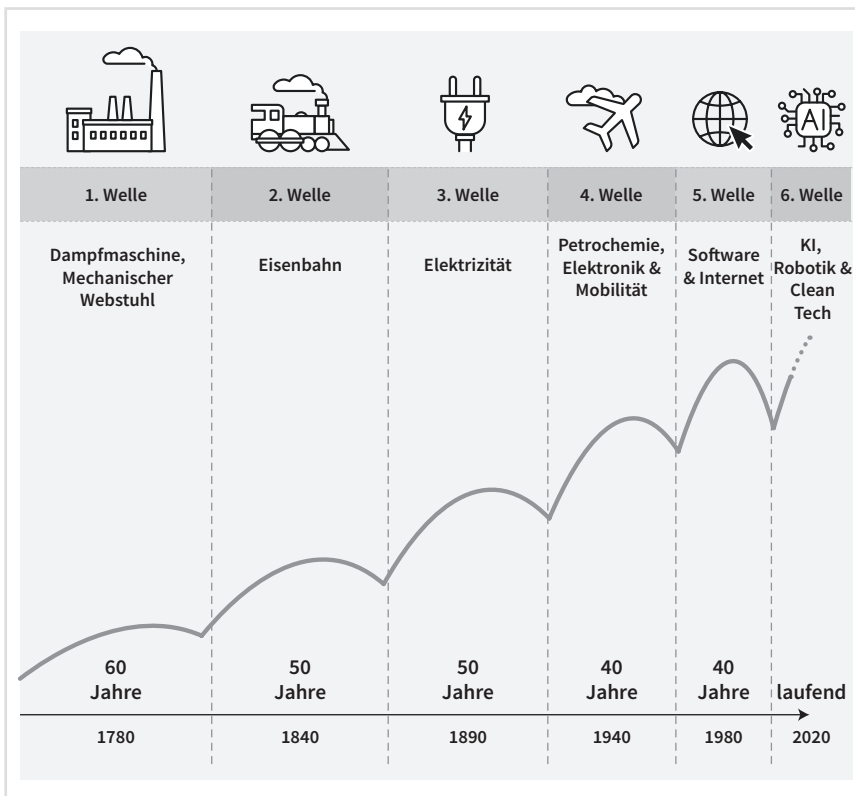 AI
1. Welle
2. Welle
3. Welle
4. Welle
5. Welle
6. Welle
Dampfmaschine,
Mechanischer
Webstuhl
Eisenbahn
Elektrizität
Petrochemie,
Elektronik &
Mobilität
Software
& Internet
KI,
Robotik &
Clean
Tech
60
Jahre
50
Jahre
50
Jahre
40
Jahre
40
Jahre
laufend
1780
1840
1890
1940
1980
2020